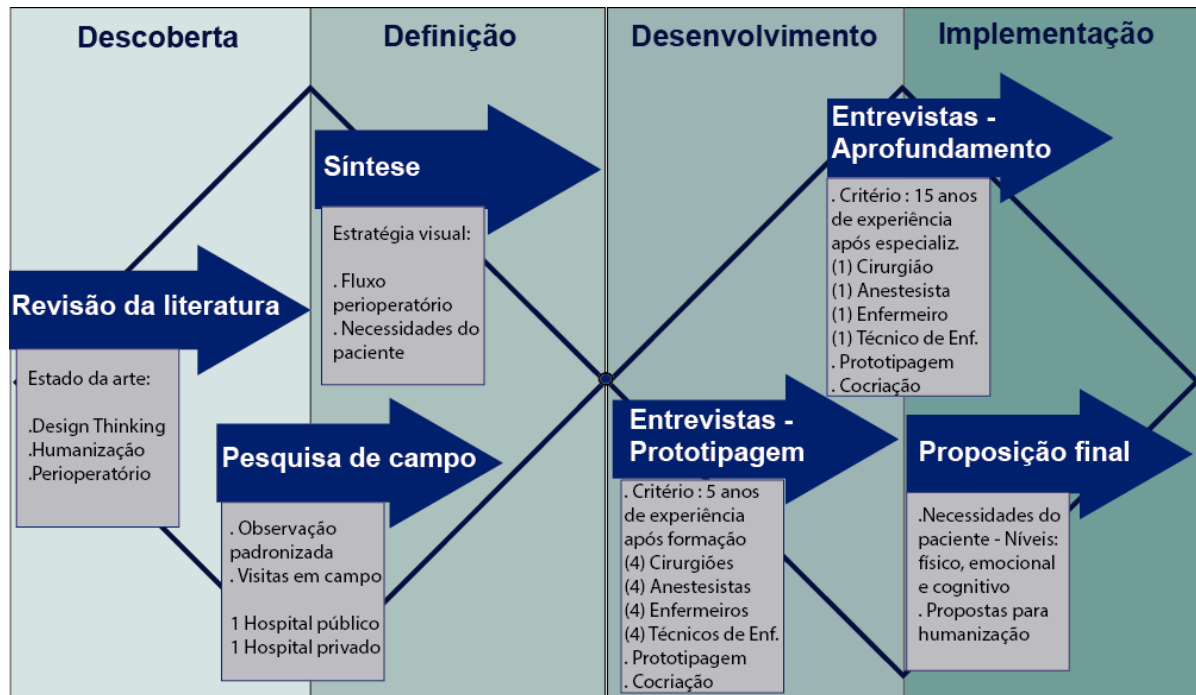 Descoberta
Definição
Desenvolvimento
Implementação
Revisão da literatura
Estado da arte:
.Design Thinking
.Humanização
.Perioperatório
Síntese
Estratégia visual:
. Fluxo
perioperatório
. Necessidades do
paciente
Pesquisa de campo
. Observação
padronizada
. Visitas em campo
1 Hospital público
1 Hospital privado
Entrevistas -
Prototipagem
. Critério : 5 anos
de experiência
após formação
(4) Cirurgiões
(4) Anestesistas
(4) Enfermeiros
(4) Técnicos de Enf.
. Prototipagem
. Cocriação
Entrevistas -
Aprofundamento
. Critério : 15 anos
de experiência
após especializ.
(1) Cirurgião
(1) Anestesista
(1) Enfermeiro
(1) Técnico de Enf.
. Prototipagem
. Cocriação
Proposição final
.Necessidades do
paciente - Níveis:
físico, emocional
e cognitivo
. Propostas para
humanização